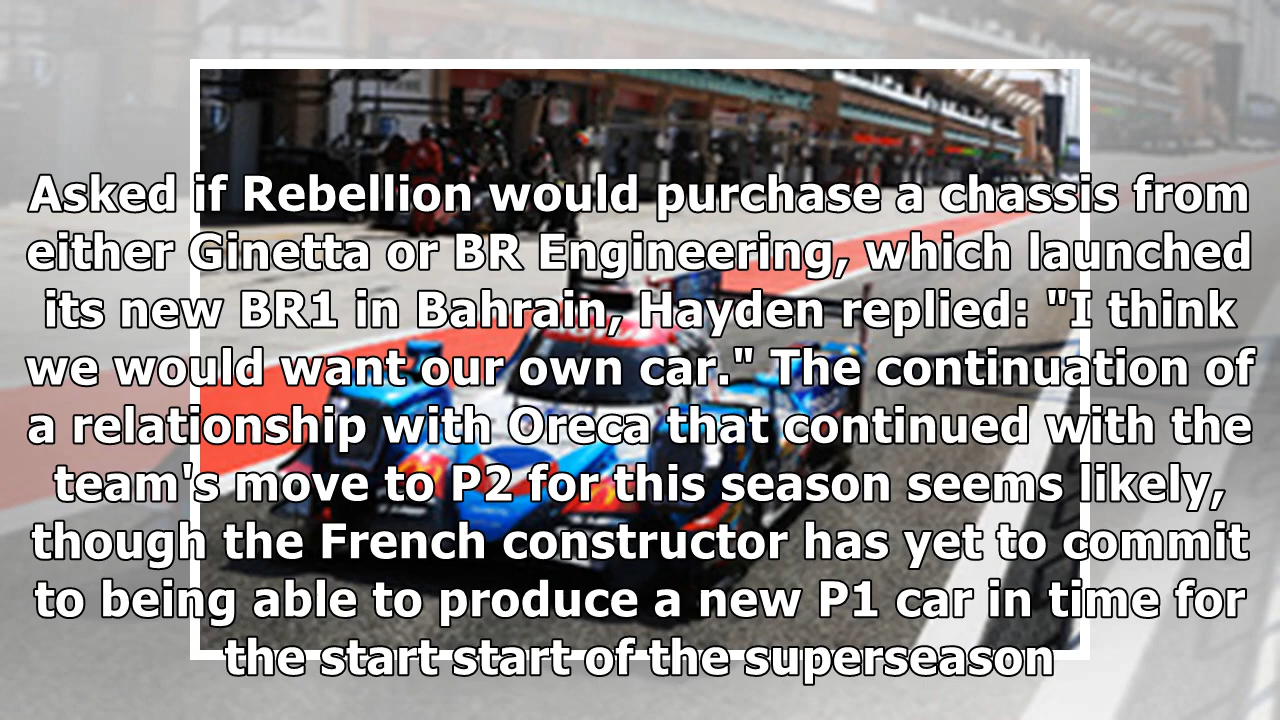 Asked if Rebellion would purchase a chassis from
either Ginetta or BR Engineering, which launched
its new BR1 in Bahrain, Hayden replied: "I think
we would want our own car." The continuation of
a relationship with Oreca that continued with the
team's move to P2 for this season seems likely,
though the French constructor has yet to commit
to being able to produce a new P1 car in time for
the start start of the superseason